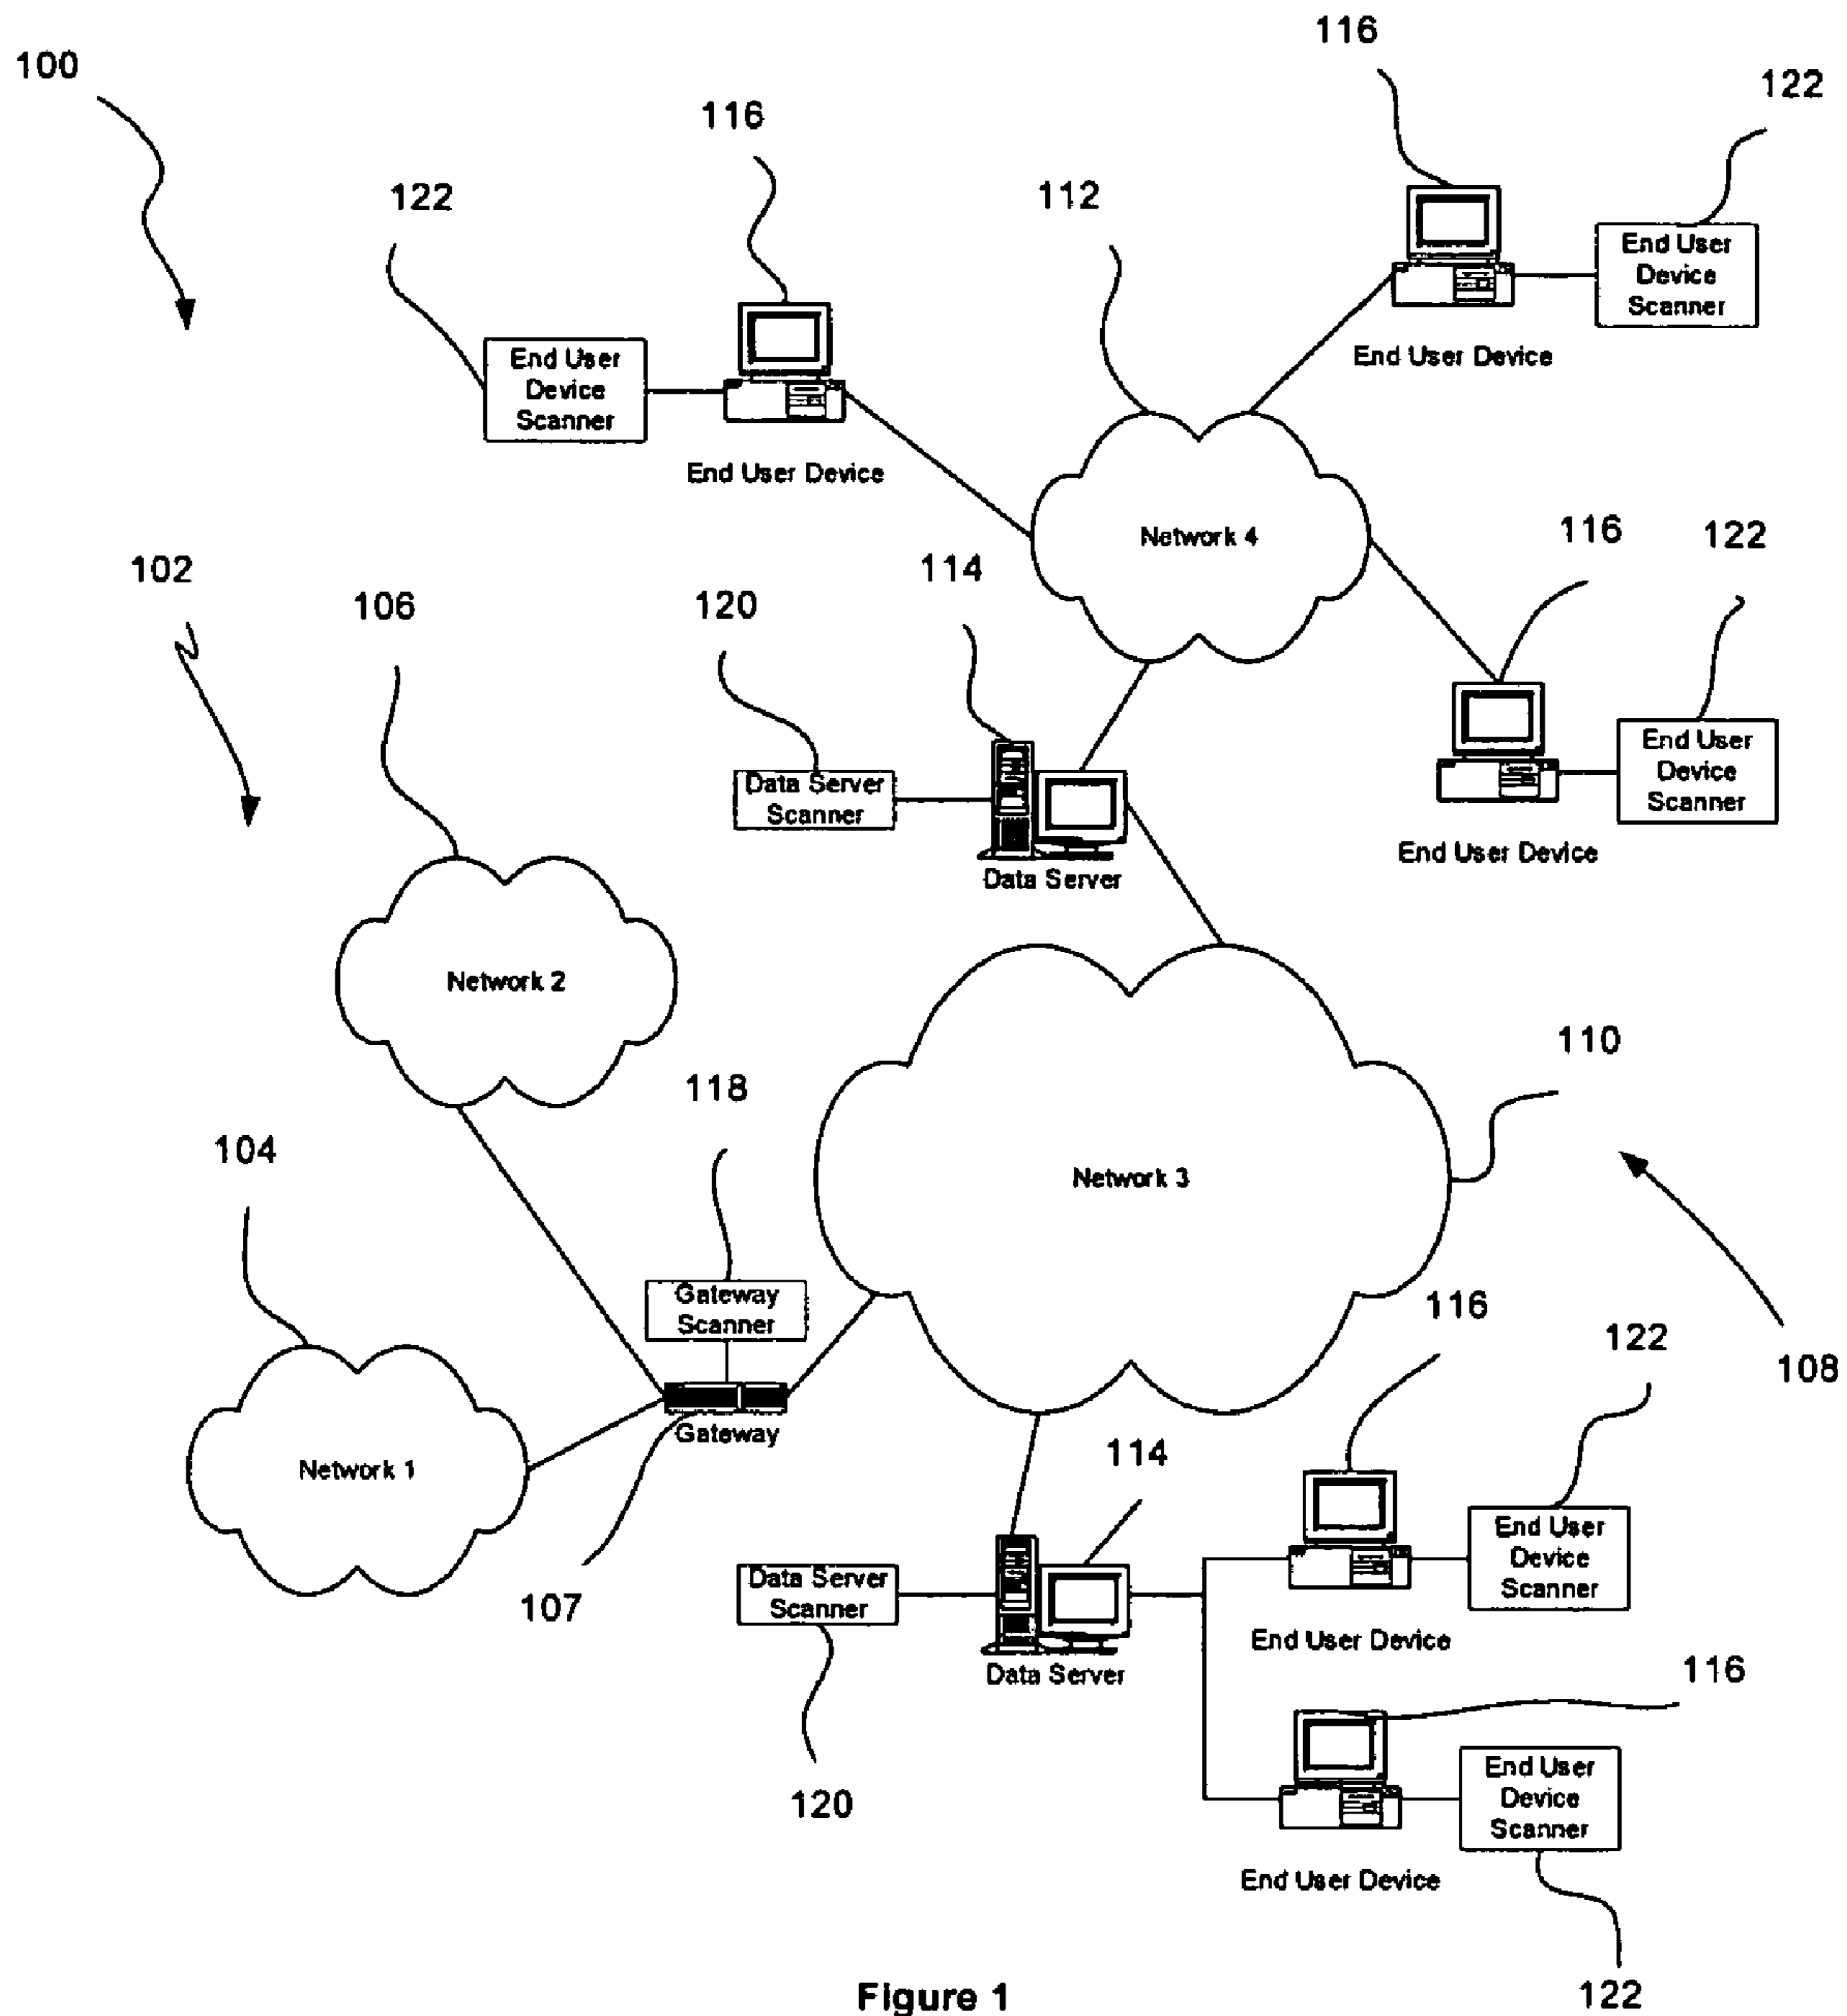 116
100
122
116
122
112
End User
Device
Scanner
End User Device
End User
Device
Scanner
End User Device
Network 4
116
122
102
114
106
120
End User
Device
Scanner
Data Server
Scanner
End User Device
Data Server
Network 2
110
118
104
Network 3
Gateway
Scanner
116
122
108
Gateway
114
Network 1
End User
Device
Scanner
Data Server
Scanner
107
End User Device
Data Server
116
End User
Device
Scanner
120
End User Device
Figure 1
122